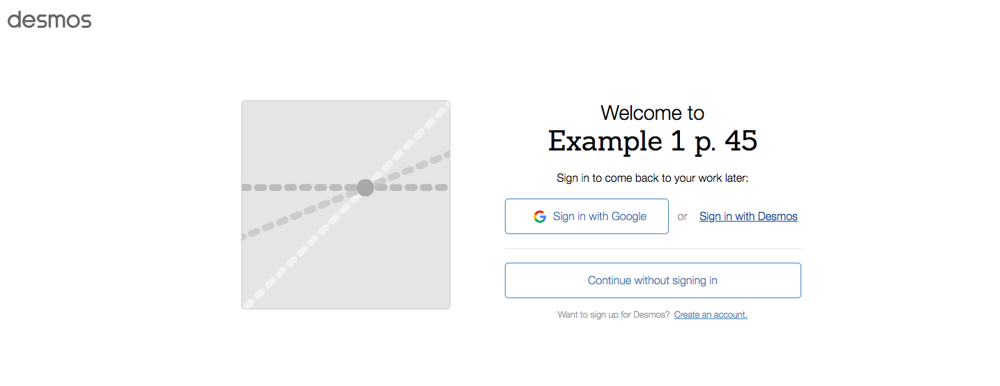 desmos
Welcome to
Example 1 p. 45
Sign in to come back to your work later:
Sign in with Google or Sign in with Desmos
Continue without signing in
Want to sign up for Desmos? Create an account.